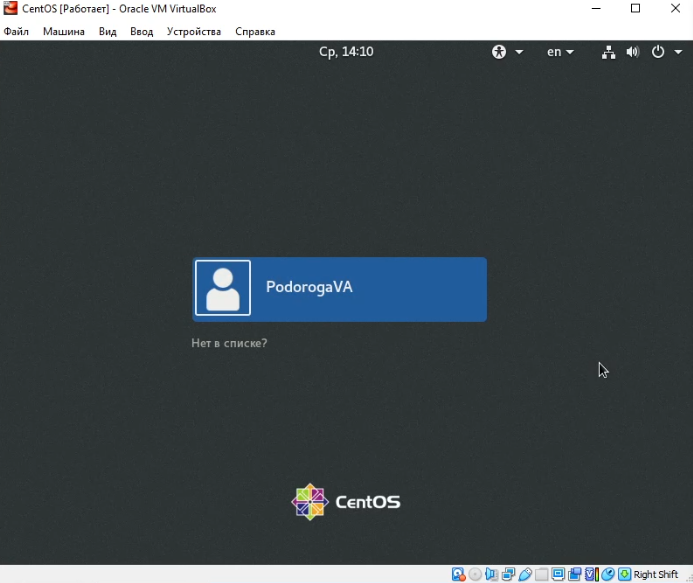 CentOS [Работает] - Oracle VM VirtualBox
Файл Машина Вид Ввод Устройства Справка
Ср, 14:10 en
PodorogaVA
Нет в списке?
CentOS
Right Shift